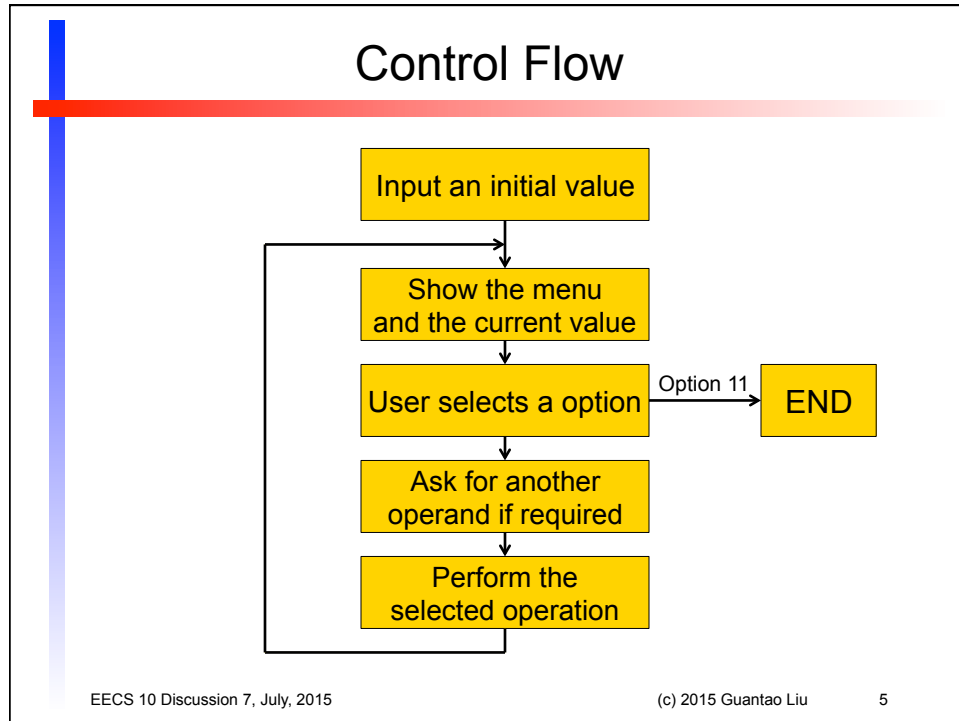 Control Flow
Input an initial value
Show the menu
and the current value
User selects a option
Option 11
END
Ask for another
operand if required
Perform the
selected operation
EECS 10 Discussion 7, July, 2015
(c) 2015 Guantao Liu
5